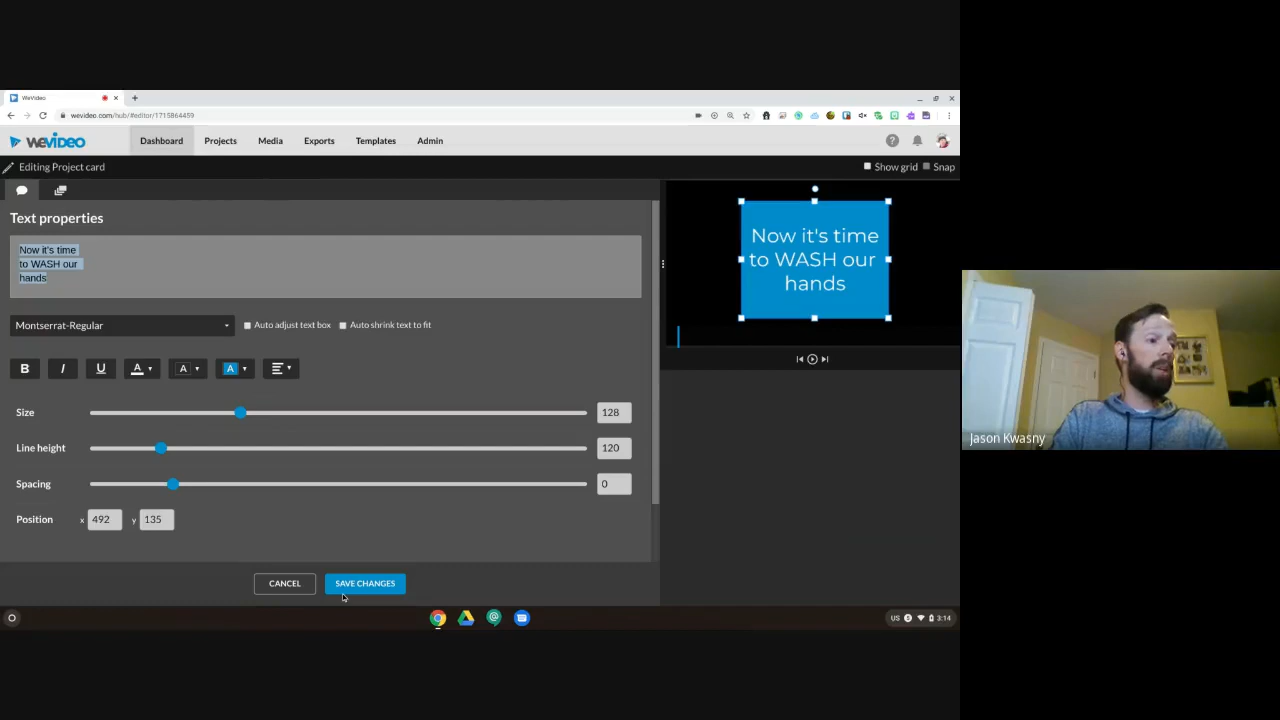 WeVideo
wevideo.com/hub/#editor/1715864459
WEVIDEO
Dashboard
Projects
Media
Exports
Templates
Admin
Editing Project card
Show grid
Snap
Text properties
Now it's time
to WASH our
hands
Now it's time
to WASH our
hands
Montserrat-Regular
Auto adjust text box
Auto shrink text to fit
B
I
U
A
A
A
Size
128
Line height
120
Spacing
0
Position
x
492
y
135
CANCEL
SAVE CHANGES
US
3:14
Jason Kwasny